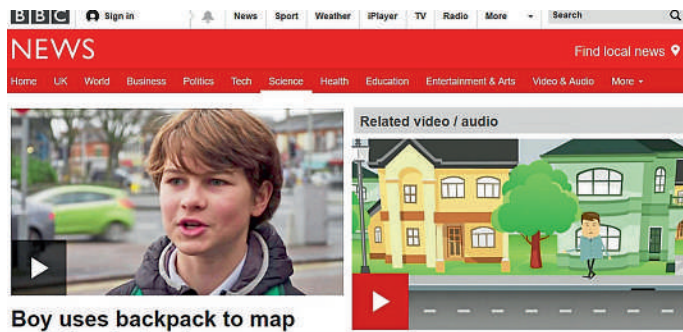 BBC Sign in News Sport Weather iPlayer TV Radio More Search
NEWS
Find local news
Home UK World Business Politics Tech Science Health Education Entertainment & Arts Video & Audio More
Related video / audio
Boy uses backpack to map